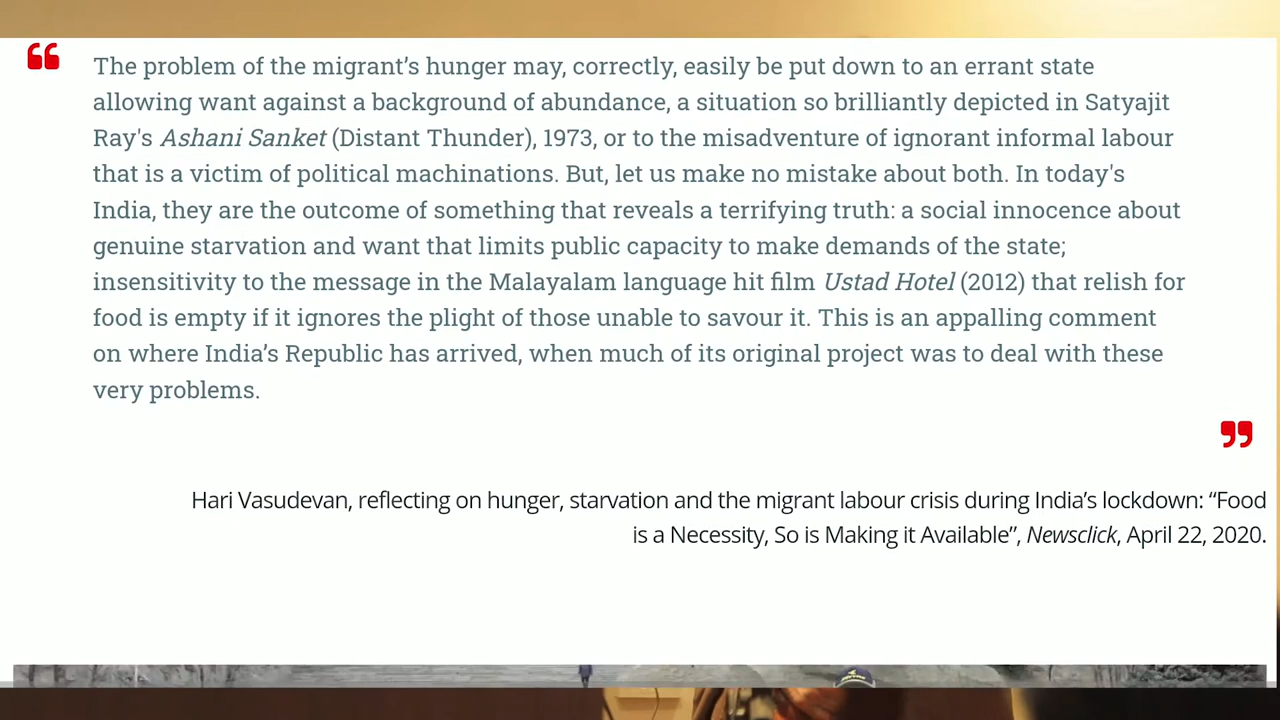 “
The problem of the migrant’s hunger may, correctly, easily be put down to an errant state
allowing want against a background of abundance, a situation so brilliantly depicted in Satyajit
Ray's Ashani Sanket (Distant Thunder), 1973, or to the misadventure of ignorant informal labour
that is a victim of political machinations. But, let us make no mistake about both. In today's
India, they are the outcome of something that reveals a terrifying truth: a social innocence about
genuine starvation and want that limits public capacity to make demands of the state;
insensitivity to the message in the Malayalam language hit film Ustad Hotel (2012) that relish for
food is empty if it ignores the plight of those unable to savour it. This is an appalling comment
on where India’s Republic has arrived, when much of its original project was to deal with these
very problems.
”
Hari Vasudevan, reflecting on hunger, starvation and the migrant labour crisis during India’s lockdown: “Food
is a Necessity, So is Making it Available”, Newsclick, April 22, 2020.